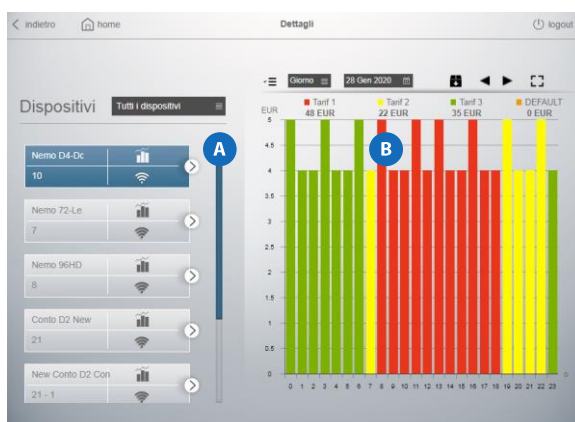 indietro home Dettagli logout
Giorno 28 Gen 2020
Dispositivi Tutti i dispositivi
EUR
Tarif 1 Tarif 2 Tarif 3 DEFAULT
48 EUR 22 EUR 35 EUR 0 EUR
A
B
Nemo D4-Dc
10
Nemo 72-Le
7
Nemo 96HD
8
Conto D2 New
21
New Conto D2 Con
21 - 1
5
4.5
4
3.5
3
2.5
2
1.5
1
0.5
0
0 1 2 3 4 5 6 7 8 9 10 11 12 13 14 15 16 17 18 19 20 21 22 23